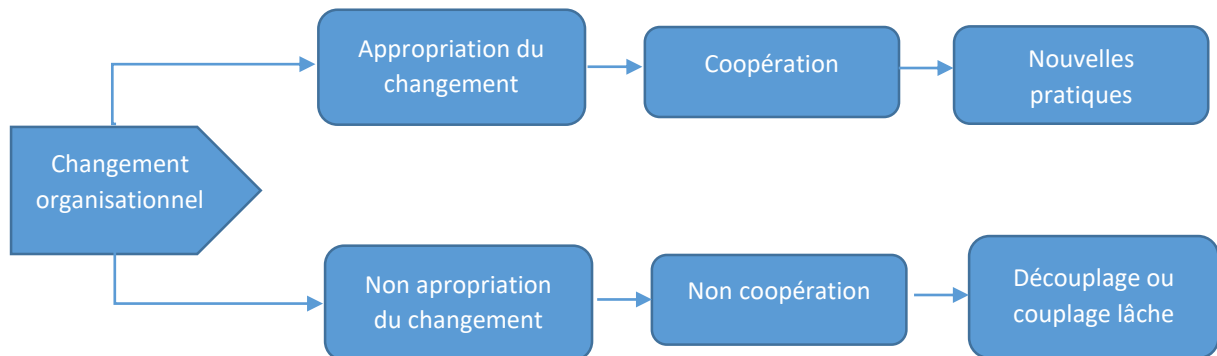 Appropriation du
changement
Coopération
Nouvelles
pratiques
Changement
organisationnel
Non apropriation
du changement
Non coopération
Découplage ou
couplage lâche